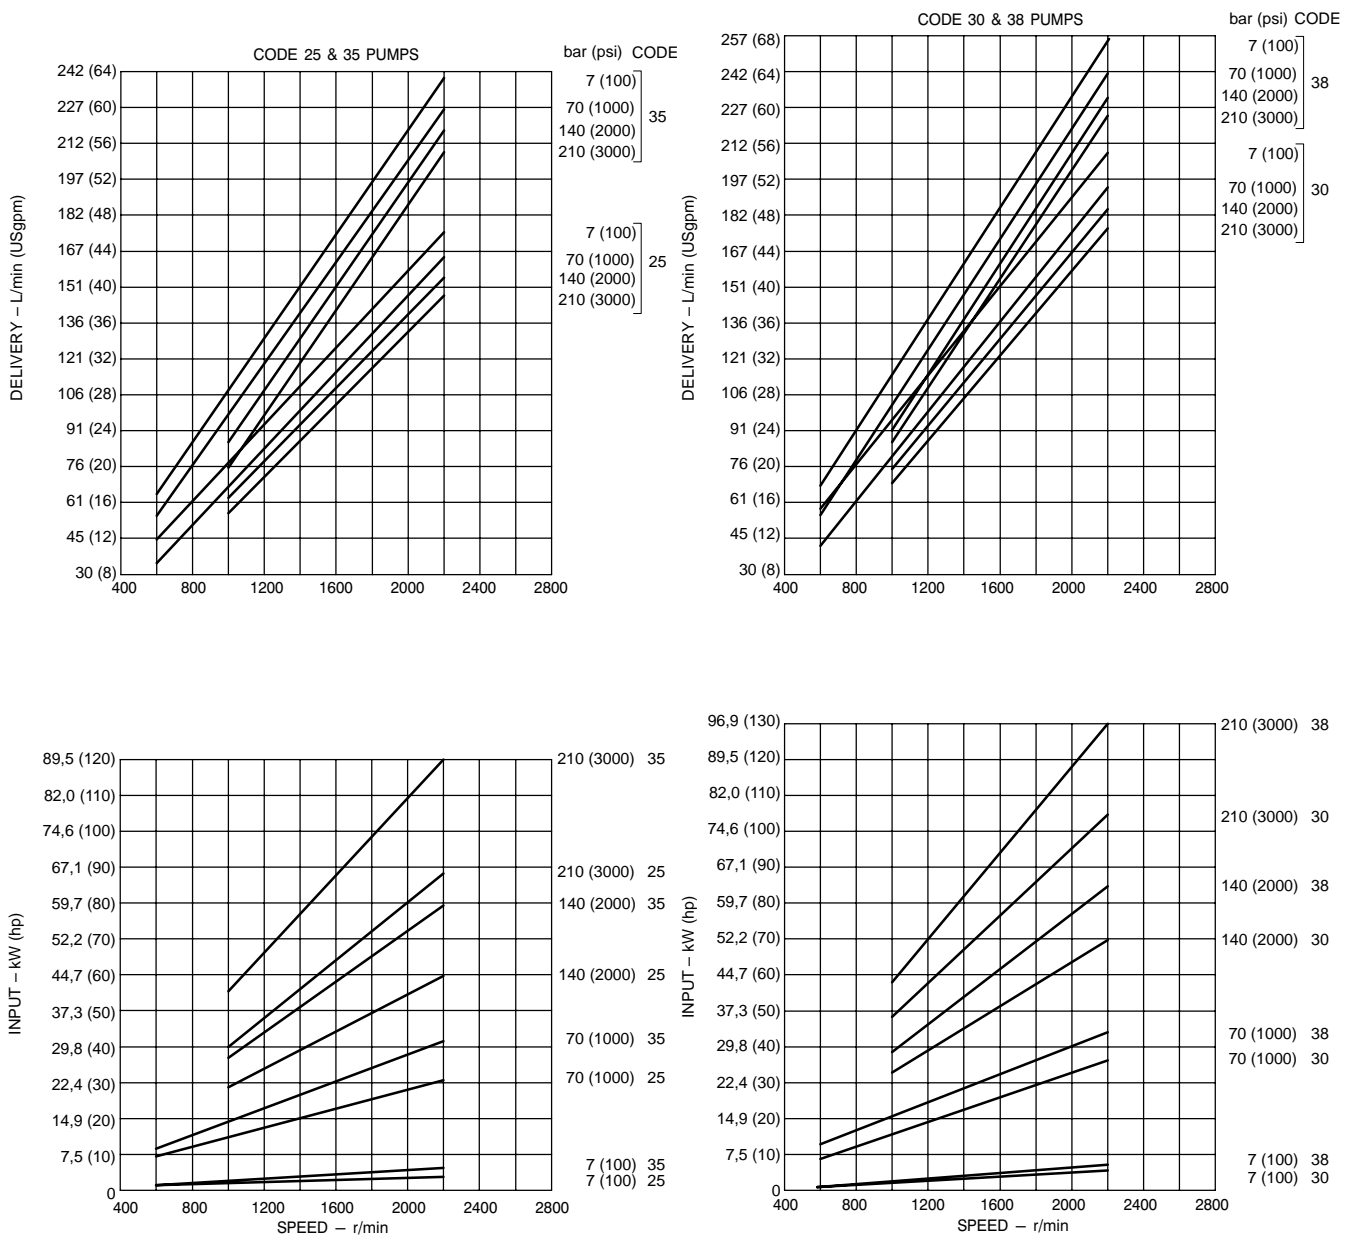 CODE 25 & 35 PUMPS
bar (psi) CODE
242 (64)
227 (60)
212 (56)
197 (52)
182 (48)
167 (44)
151 (40)
136 (36)
121 (32)
106 (28)
91 (24)
76 (20)
61 (16)
45 (12)
30 (8)
DELIVERY – L/min (USgpm)
7 (100)
70 (1000)
140 (2000)
210 (3000)
35
7 (100)
70 (1000)
140 (2000)
210 (3000)
25
400 800 1200 1600 2000 2400 2800
CODE 30 & 38 PUMPS
bar (psi) CODE
257 (68)
242 (64)
227 (60)
212 (56)
197 (52)
182 (48)
167 (44)
151 (40)
136 (36)
121 (32)
106 (28)
91 (24)
76 (20)
61 (16)
45 (12)
30 (8)
DELIVERY – L/min (USgpm)
7 (100)
70 (1000)
140 (2000)
210 (3000)
38
7 (100)
70 (1000)
140 (2000)
210 (3000)
30
400 800 1200 1600 2000 2400 2800
89,5 (120)
82,0 (110)
74,6 (100)
67,1 (90)
59,7 (80)
52,2 (70)
44,7 (60)
37,3 (50)
29,8 (40)
22,4 (30)
14,9 (20)
7,5 (10)
0
INPUT – kW (hp)
210 (3000) 35
210 (3000) 25
140 (2000) 35
140 (2000) 25
70 (1000) 35
70 (1000) 25
7 (100) 35
7 (100) 25
400 800 1200 1600 2000 2400 2800
SPEED – r/min
96,9 (130)
89,5 (120)
82,0 (110)
74,6 (100)
67,1 (90)
59,7 (80)
52,2 (70)
44,7 (60)
37,3 (50)
29,8 (40)
22,4 (30)
14,9 (20)
7,5 (10)
0
INPUT – kW (hp)
210 (3000) 38
210 (3000) 30
140 (2000) 38
140 (2000) 30
70 (1000) 38
70 (1000) 30
7 (100) 38
7 (100) 30
400 800 1200 1600 2000 2400 2800
SPEED – r/min